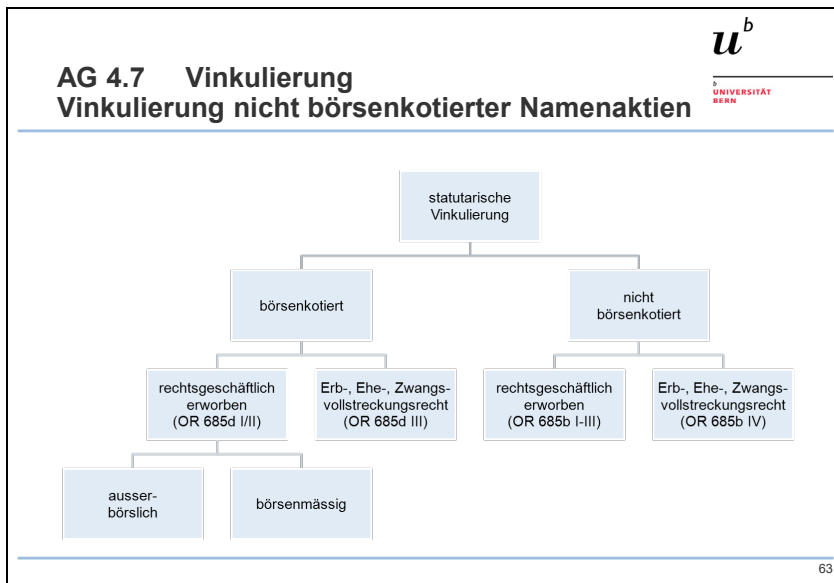 u^b
b
UNIVERSITÄT
BERN
AG 4.7 Vinkulierung
Vinkulierung nicht börsenkotierter Namenaktien
statutarische
Vinkulierung
börsenkotiert
nicht
börsenkotiert
rechtsgeschäftlich
erworben
(OR 685d I/II)
Erb-, Ehe-, Zwangs-
vollstreckungsrecht
(OR 685d III)
rechtsgeschäftlich
erworben
(OR 685b I-III)
Erb-, Ehe-, Zwangs-
vollstreckungsrecht
(OR 685b IV)
ausser-
börslich
börsenmässig
63